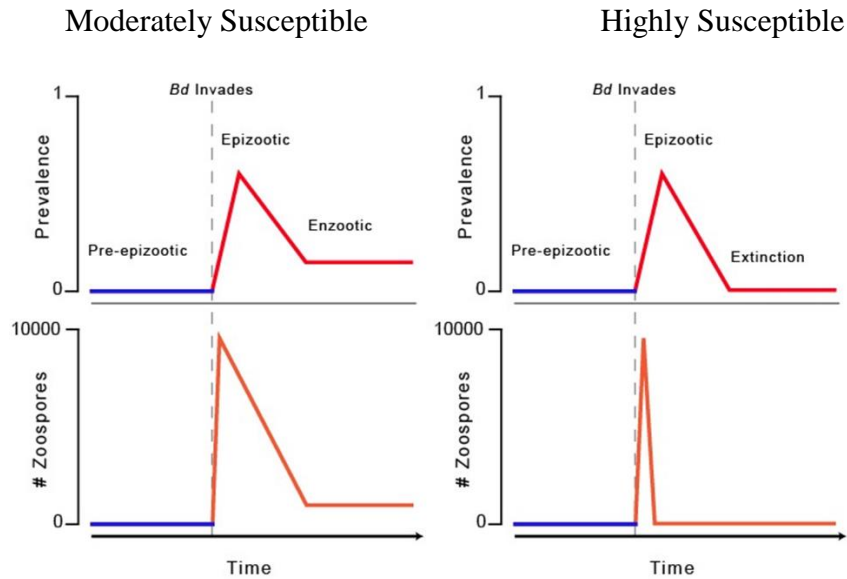 Moderately Susceptible
Highly Susceptible
Bd Invades
1
Epizootic
Prevalence
Enzootic
Pre-epizootic
0
10000
# Zoospores
0
Time
Bd Invades
1
Epizootic
Prevalence
Pre-epizootic
Extinction
0
10000
# Zoospores
0
Time